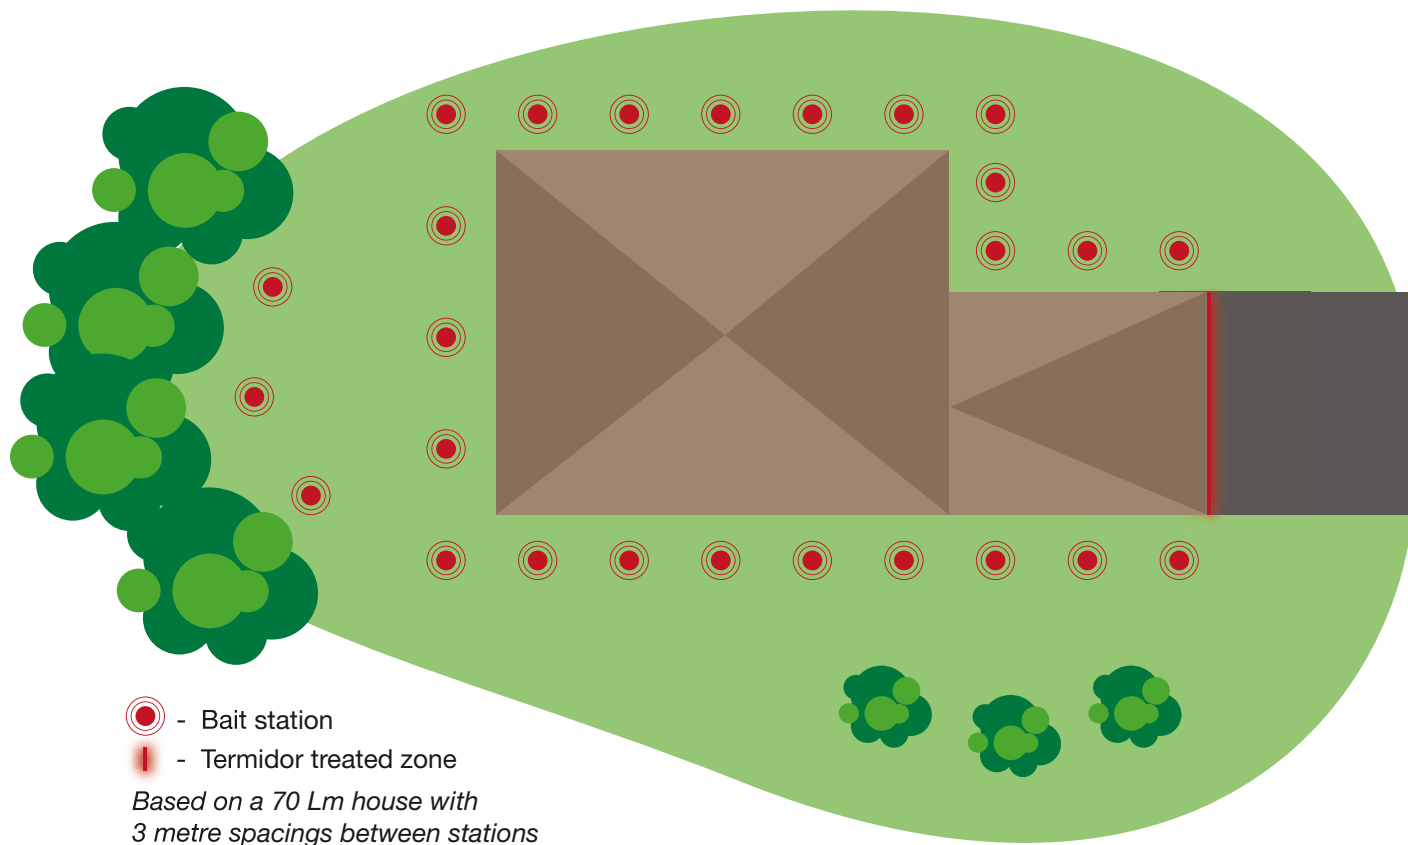 - Bait station
- Termidor treated zone
Based on a 70 Lm house with
3 metre spacings between stations